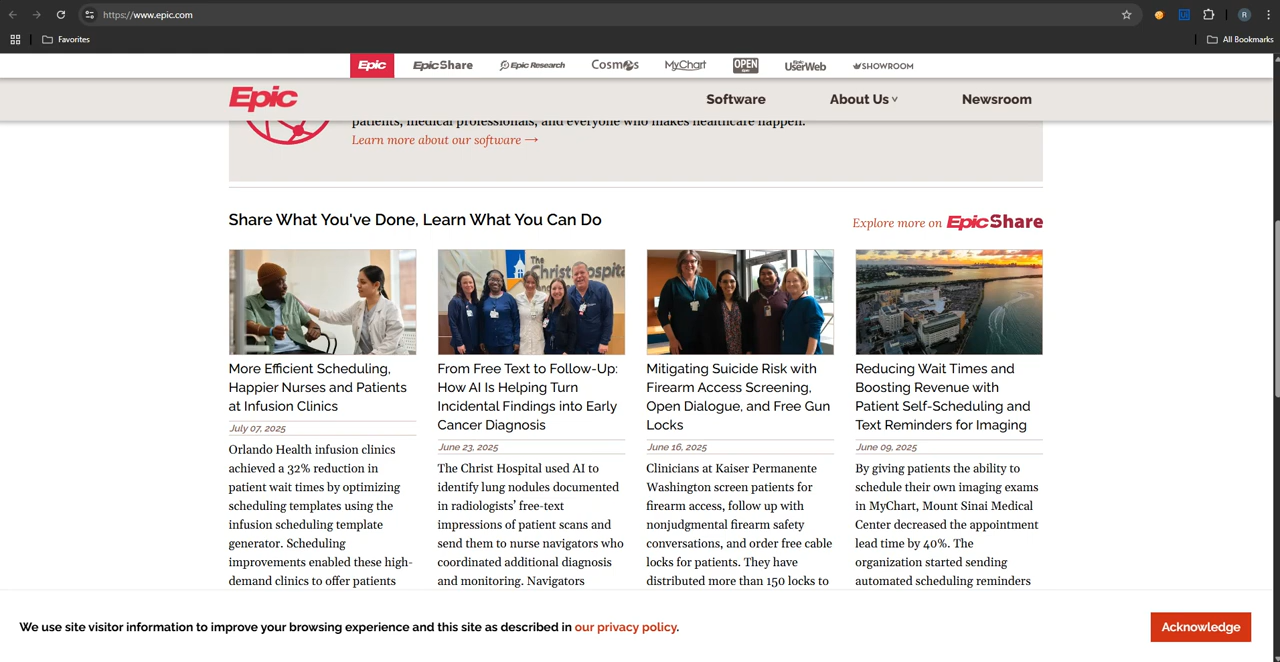 https://www.epic.com
R
Favorites
All Bookmarks
Epic
EpicShare
Epic Research
Cosmos
MyChart
OPEN
UserWeb
SHOWROOM
Epic
Software
About Us
Newsroom
patients, medical professionals, and everyone who makes healthcare happen.
Learn more about our software →
Share What You've Done, Learn What You Can Do
Explore more on EpicShare
More Efficient Scheduling,
Happier Nurses and Patients
at Infusion Clinics
July 07, 2025
Orlando Health infusion clinics
achieved a 32% reduction in
patient wait times by optimizing
scheduling templates using the
infusion scheduling template
generator. Scheduling
improvements enabled these high-
demand clinics to offer patients
The
Christ Hospita
From Free Text to Follow-Up:
How AI Is Helping Turn
Incidental Findings into Early
Cancer Diagnosis
June 23, 2025
The Christ Hospital used AI to
identify lung nodules documented
in radiologists’ free-text
impressions of patient scans and
send them to nurse navigators who
coordinated additional diagnosis
and monitoring. Navigators
Mitigating Suicide Risk with
Firearm Access Screening,
Open Dialogue, and Free Gun
Locks
June 16, 2025
Clinicians at Kaiser Permanente
Washington screen patients for
firearm access, follow up with
nonjudgmental firearm safety
conversations, and order free cable
locks for patients. They have
distributed more than 150 locks to
Reducing Wait Times and
Boosting Revenue with
Patient Self-Scheduling and
Text Reminders for Imaging
June 09, 2025
By giving patients the ability to
schedule their own imaging exams
in MyChart, Mount Sinai Medical
Center decreased the appointment
lead time by 40%. The
organization started sending
automated scheduling reminders
We use site visitor information to improve your browsing experience and this site as described in our privacy policy.
Acknowledge